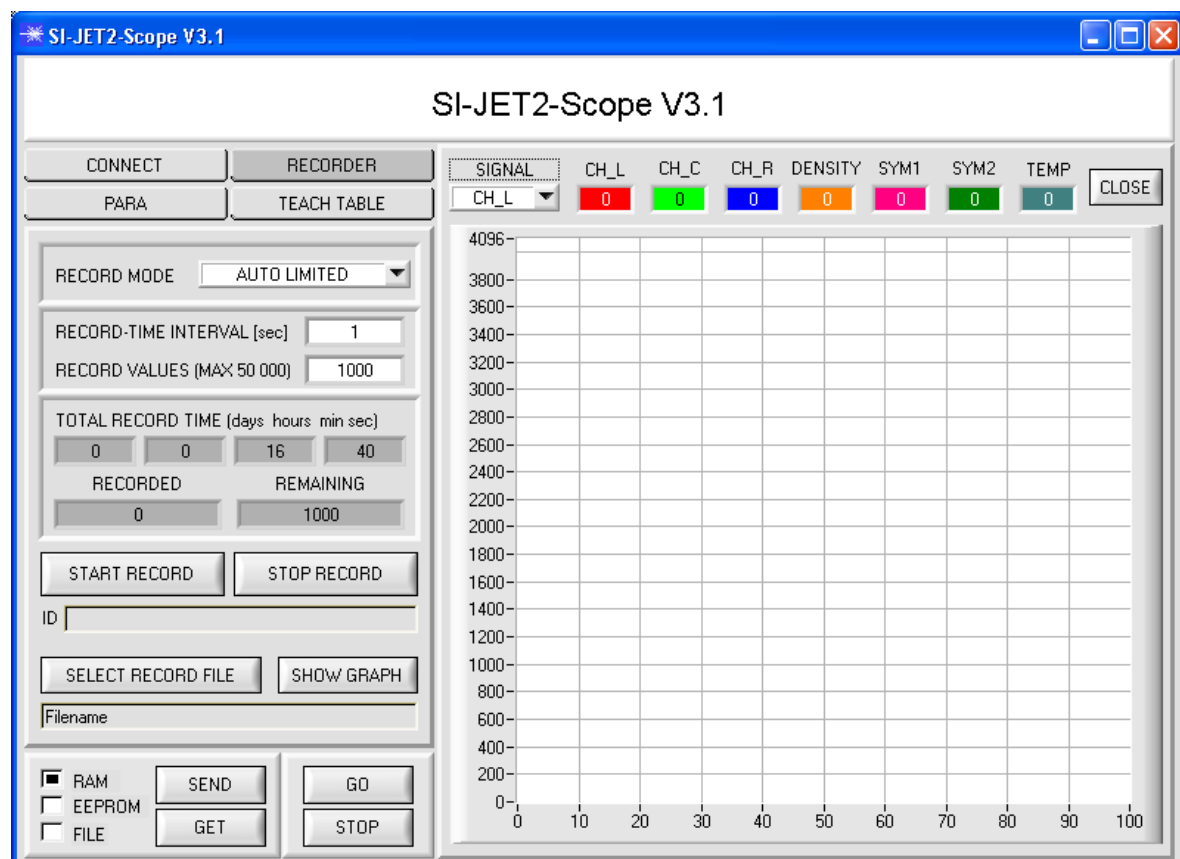 SI-JET2-Scope V3.1
SI-JET2-Scope V3.1
CONNECT RECORDER
PARA TEACH TABLE
RECORD MODE AUTO LIMITED
RECORD-TIME INTERVAL [sec] 1
RECORD VALUES (MAX 50 000) 1000
TOTAL RECORD TIME (days hours min sec)
0 0 16 40
RECORDED REMAINING
0 1000
START RECORD STOP RECORD
ID
SELECT RECORD FILE SHOW GRAPH
Filename
RAM
EEPROM
FILE
SEND
GET
GO
STOP
SIGNAL CH_L CH_C CH_R DENSITY SYM1 SYM2 TEMP
CH_L 0 0 0 0 0 0 0
CLOSE
4096
3800
3600
3400
3200
3000
2800
2600
2400
2200
2000
1800
1600
1400
1200
1000
800
600
400
200
0
0 10 20 30 40 50 60 70 80 90 100